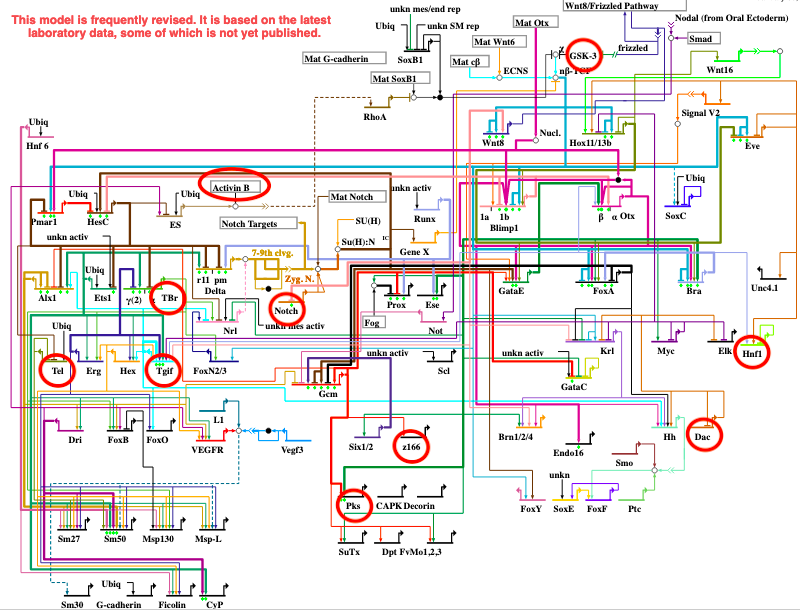 This model is frequently revised. It is based on the latest
laboratory data, some of which is not yet published.
unkn mes/end rep
Ubiq
unkn SM rep
SoxB1
Mat Otx
Wnt8/Frizzled Pathway
Nodal (from Oral Ectoderm)
Smad
frizzled
GSK-3
χ
Mat G-cadherin
Mat Wnt6
Mat cβ
ECNS
nβ-TCF
Wnt16
Mat SoxB1
RhoA
Signal V2
Ubiq
Hnf 6
Wnt8
Nucl.
Hox11/13b
Eve
Ubiq
Activin B
Ubiq
Mat Notch
unkn activ
Ubiq
Pmar1
HesC
ES
Notch Targets
SU(H)
Runx
1a
1b
Blimp1
β
α
Otx
SoxC
unkn activ
Su(H):N
IC
Gene X
7-9th clvg.
Zyg. N.
Ubiq
r11 pm
Delta
Alx1
Ets1
γ(2)
TBr
Notch
Prox
Ese
GateE
FoxA
Bra
Unc4.1
Nrl
unkn mes activ
Fog
Not
Ubiq
unkn activ
unkn activ
Krl
Myc
Elk
Hnf1
Tel
Erg
Hex
Tgif
FoxN2/3
Scl
GataC
Gcm
L1
Dri
FoxB
FoxO
VEGFR
Vegf3
Six1/2
z166
Brn1/2/4
Endo16
Hh
Dac
Smo
unkn
Pks
CAPK
Decorin
FoxY
SoxE
FoxF
Ptc
Sm27
Sm50
Msp130
Msp-L
SuTx
Dpt
FvMo1,2,3
Ubiq
Sm30
G-cadherin
Ficolin
CyP